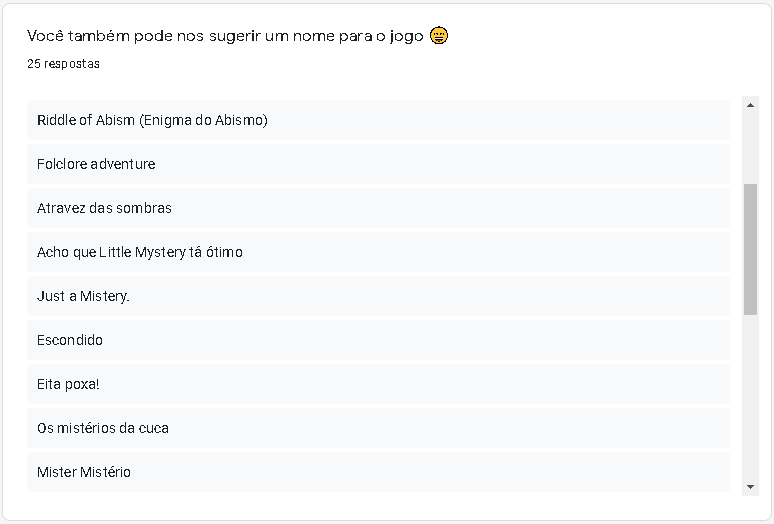 Você também pode nos sugerir um nome para o jogo 😀
25 respostas
Riddle of Abism (Enigma do Abismo)
Folclore adventure
Atravez das sombras
Acho que Little Mystery tá ótimo
Just a Mistery.
Escondido
Eita poxa!
Os mistérios da cuca
Mister Mistério